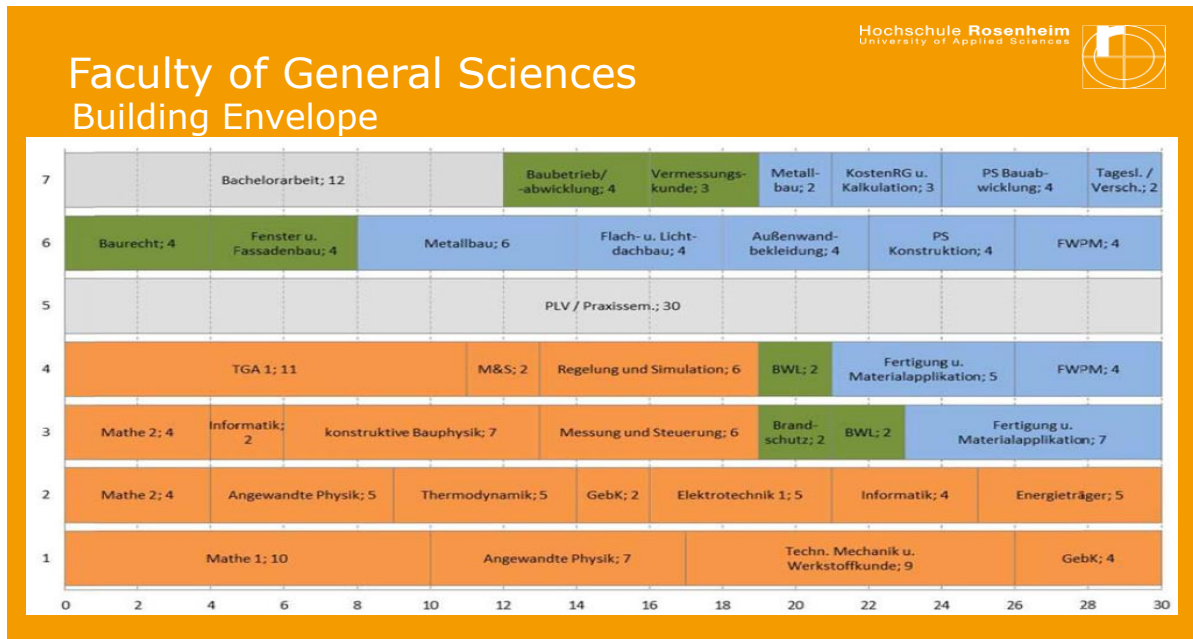 Hochschule Rosenheim
University of Applied Sciences
Faculty of General Sciences
Building Envelope
7
Bachelorarbeit; 12
Baubetrieb/
-abwicklung; 4
Vermessungs-
kunde; 3
Metall-
bau; 2
KostenRG u.
Kalkulation; 3
PS Bauab-
wicklung; 4
Tagesl. /
Versch.; 2
6
Baurecht; 4
Fenster u.
Fassadenbau; 4
Metallbau; 6
Flach- u. Licht-
dachbau; 4
Außenwand-
bekleidung; 4
PS
Konstruktion; 4
FWPM; 4
5
PLV / Praxissem.; 30
4
TGA 1; 11
M&S; 2
Regelung und Simulation; 6
BWL; 2
Fertigung u.
Materialapplikation; 5
FWPM; 4
3
Mathe 2; 4
Informatik;
2
konstruktive Bauphysik; 7
Messung und Steuerung; 6
Brand-
schutz; 2
BWL; 2
Fertigung u.
Materialapplikation; 7
2
Mathe 2; 4
Angewandte Physik; 5
Thermodynamik; 5
GebK; 2
Elektrotechnik 1; 5
Informatik; 4
Energieträger; 5
1
Mathe 1; 10
Angewandte Physik; 7
Techn. Mechanik u.
Werkstoffkunde; 9
GebK; 4
0 2 4 6 8 10 12 14 16 18 20 22 24 26 28 30